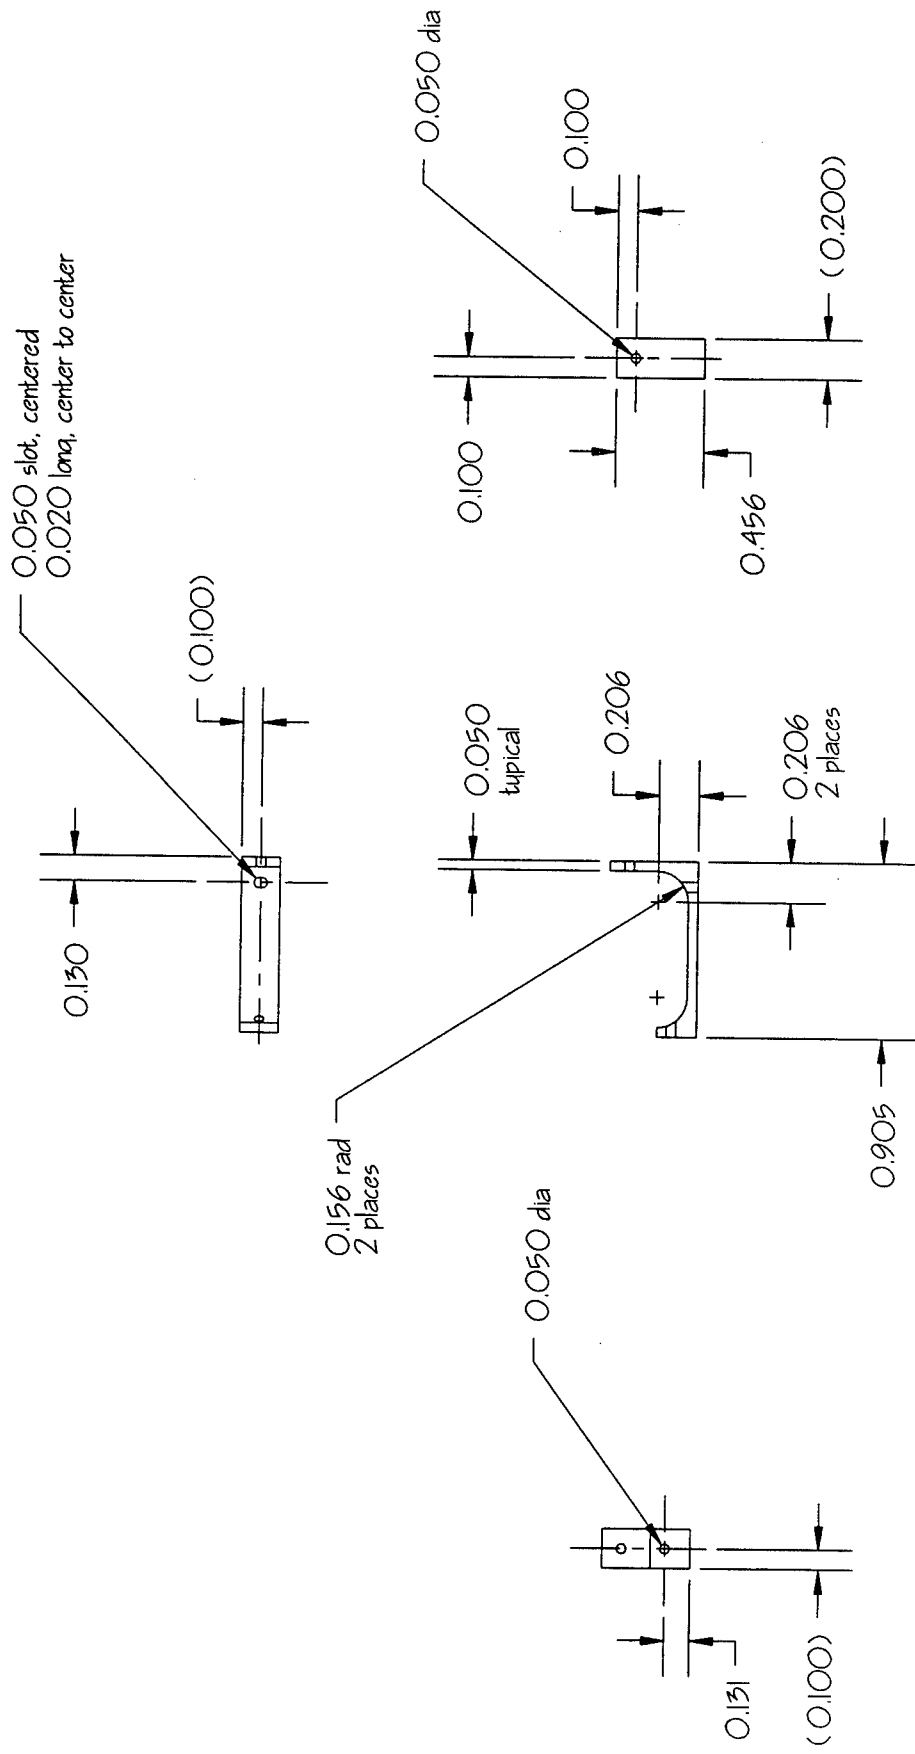 0.050 slot, centered
0.020 long, center to center
(0.100)
0.130
0.050 dia
0.100
0.100
(0.200)
0.456
0.050
typical
0.206
0.206
2 places
0.905
0.156 rad
2 places
0.050 dia
0.131
(0.100)